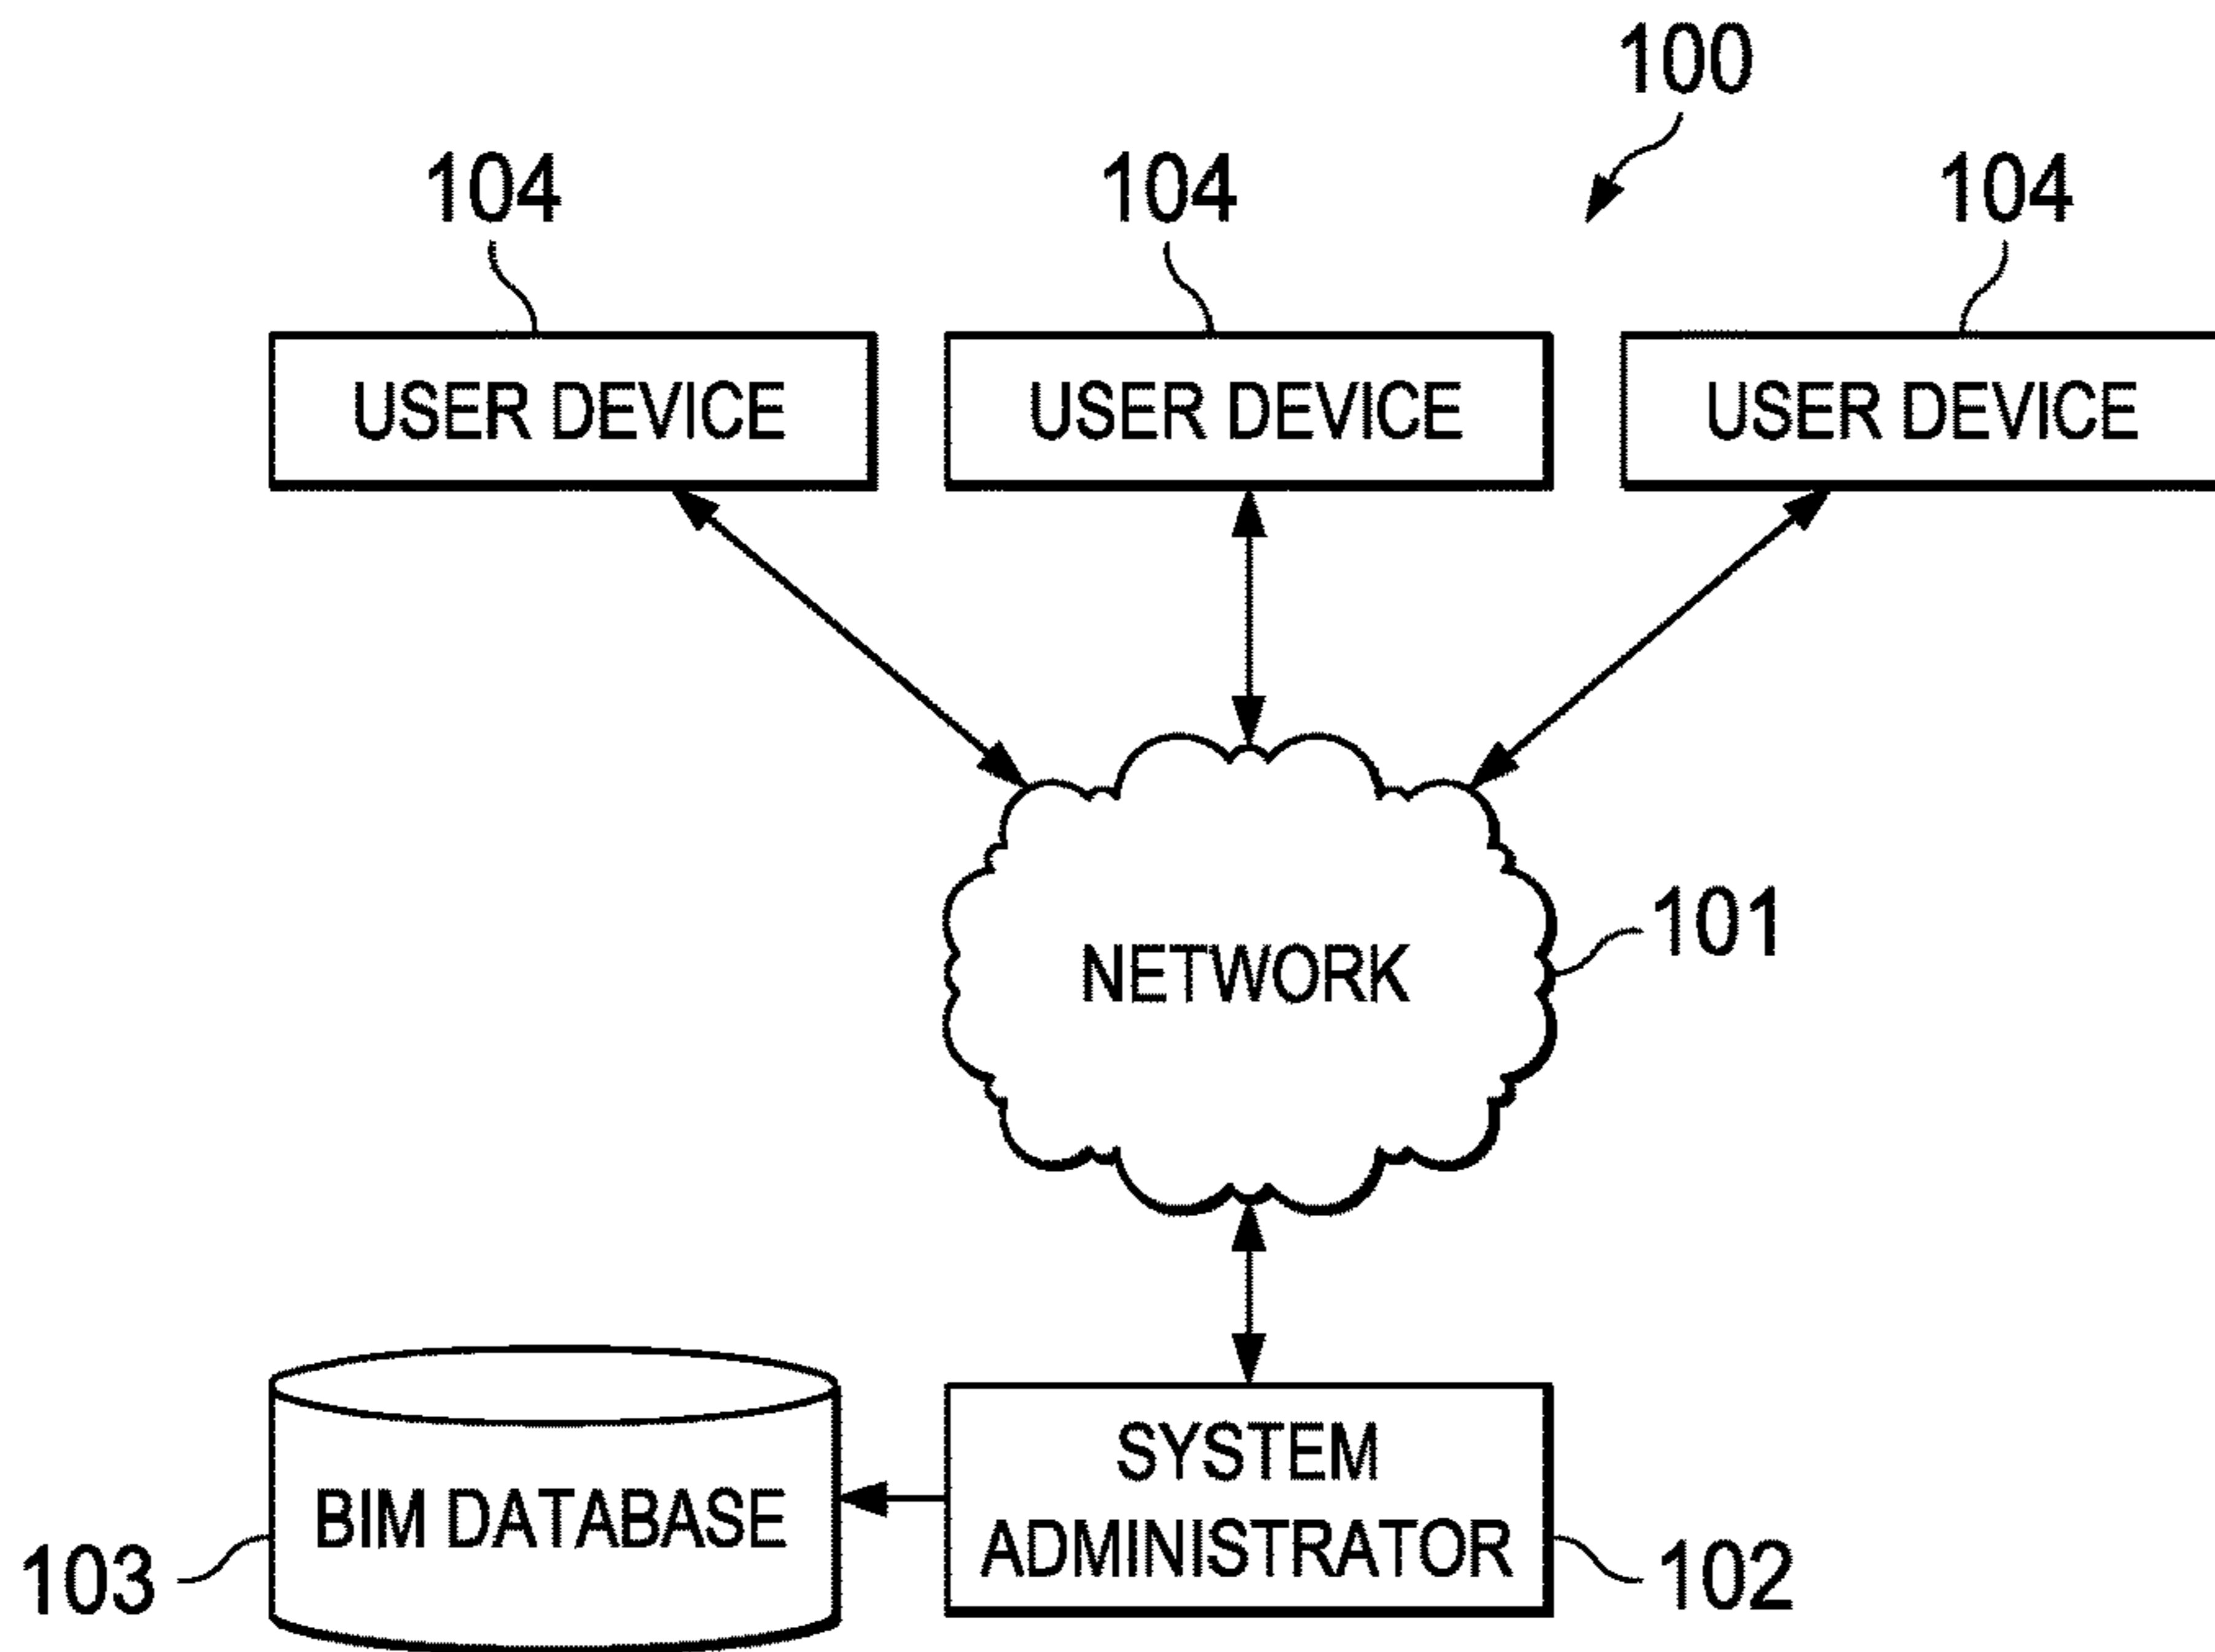 100
104
104
104
USER DEVICE
USER DEVICE
USER DEVICE
NETWORK
101
BIM DATABASE
103
SYSTEM
ADMINISTRATOR
102